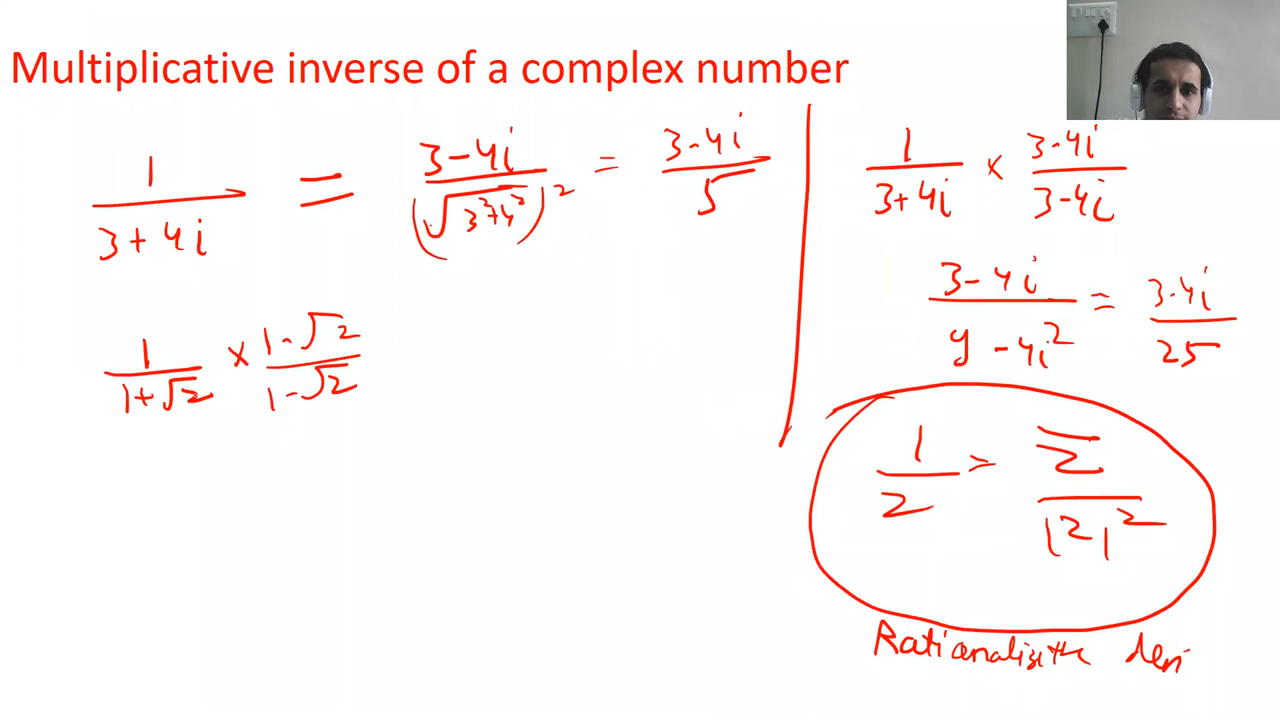 Multiplicative inverse of a complex number
1/(3+4i) = (3-4i)/(√(3²+4²))² = (3-4i)/5
1/(1+√2) × (1-√2)/(1-√2)
1/(3+4i) × (3-4i)/(3-4i)
(3-4i)/(9-4i²) = (3-4i)/25
1/z = z̅/|z|²
Rationalise the den